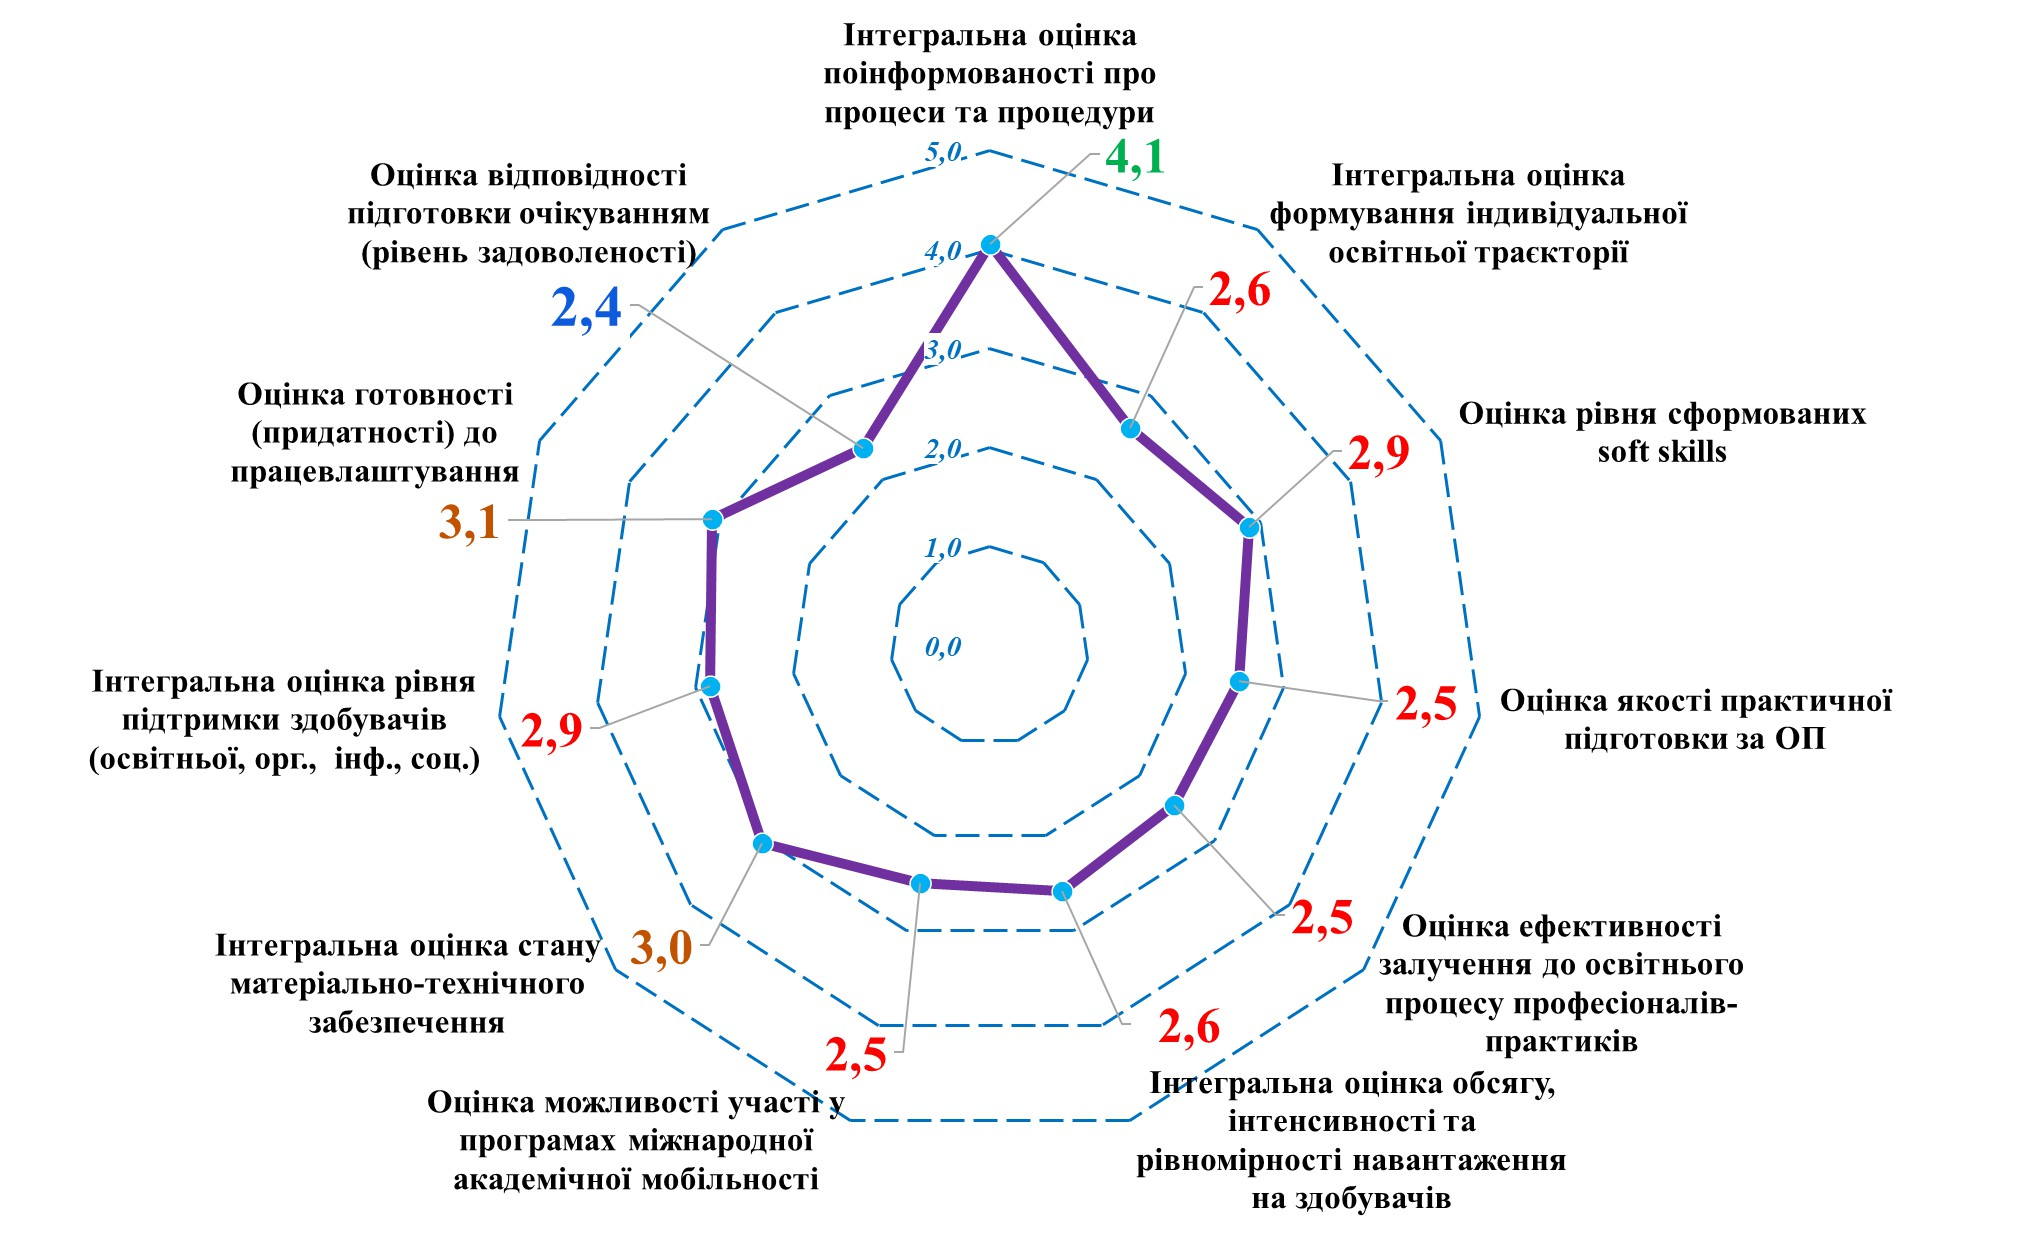 Інтегральна оцінка
поінформованості про
процеси та процедури
4,1
Інтегральна оцінка
формування індивідуальної
освітньої траєкторії
2,6
Оцінка рівня сформованих
soft skills
2,9
Оцінка якості практичної
підготовки за ОП
2,5
Оцінка ефективності
залучення до освітнього
процесу професіоналів-
практиків
2,5
Інтегральна оцінка обсягу,
інтенсивності та
рівномірності навантаження
на здобувачів
2,6
Оцінка можливості участі у
програмах міжнародної
академічної мобільності
2,5
Інтегральна оцінка стану
матеріально-технічного
забезпечення
3,0
Інтегральна оцінка рівня
підтримки здобувачів
(освітньої, орг., інф., соц.)
2,9
Оцінка готовності
(придатності) до
працевлаштування
3,1
Оцінка відповідності
підготовки очікуванням
(рівень задоволеності)
2,4
5,0
4,0
3,0
2,0
1,0
0,0